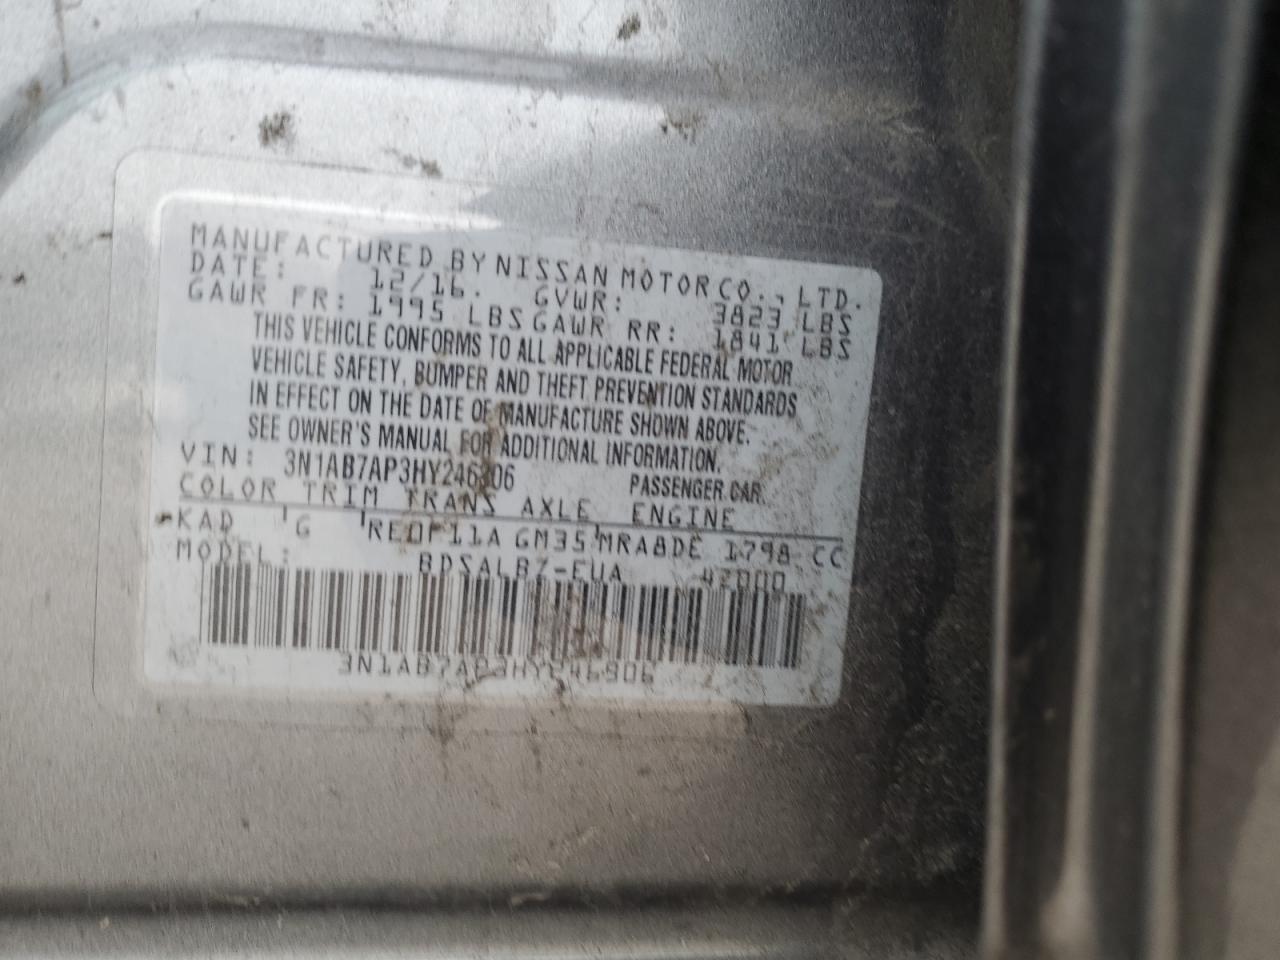 MANUFACTURED BY NISSAN MOTOR CO., LTD.
DATE: 12/16. GVWR: 3823 LBS
GAWR FR: 1995 LBS GAWR RR: 1841 LBS
THIS VEHICLE CONFORMS TO ALL APPLICABLE FEDERAL MOTOR
VEHICLE SAFETY, BUMPER AND THEFT PREVENTION STANDARDS
IN EFFECT ON THE DATE OF MANUFACTURE SHOWN ABOVE.
SEE OWNER'S MANUAL FOR ADDITIONAL INFORMATION.
VIN: 3N1AB7AP3HY246306 PASSENGER CAR
COLOR TRIM TRANS AXLE ENGINE
KAD G RE0F11A GM35 MRA8DE 1798 CC
MODEL: BDSALBZ-EUA
3N1AB7AP3HY246306